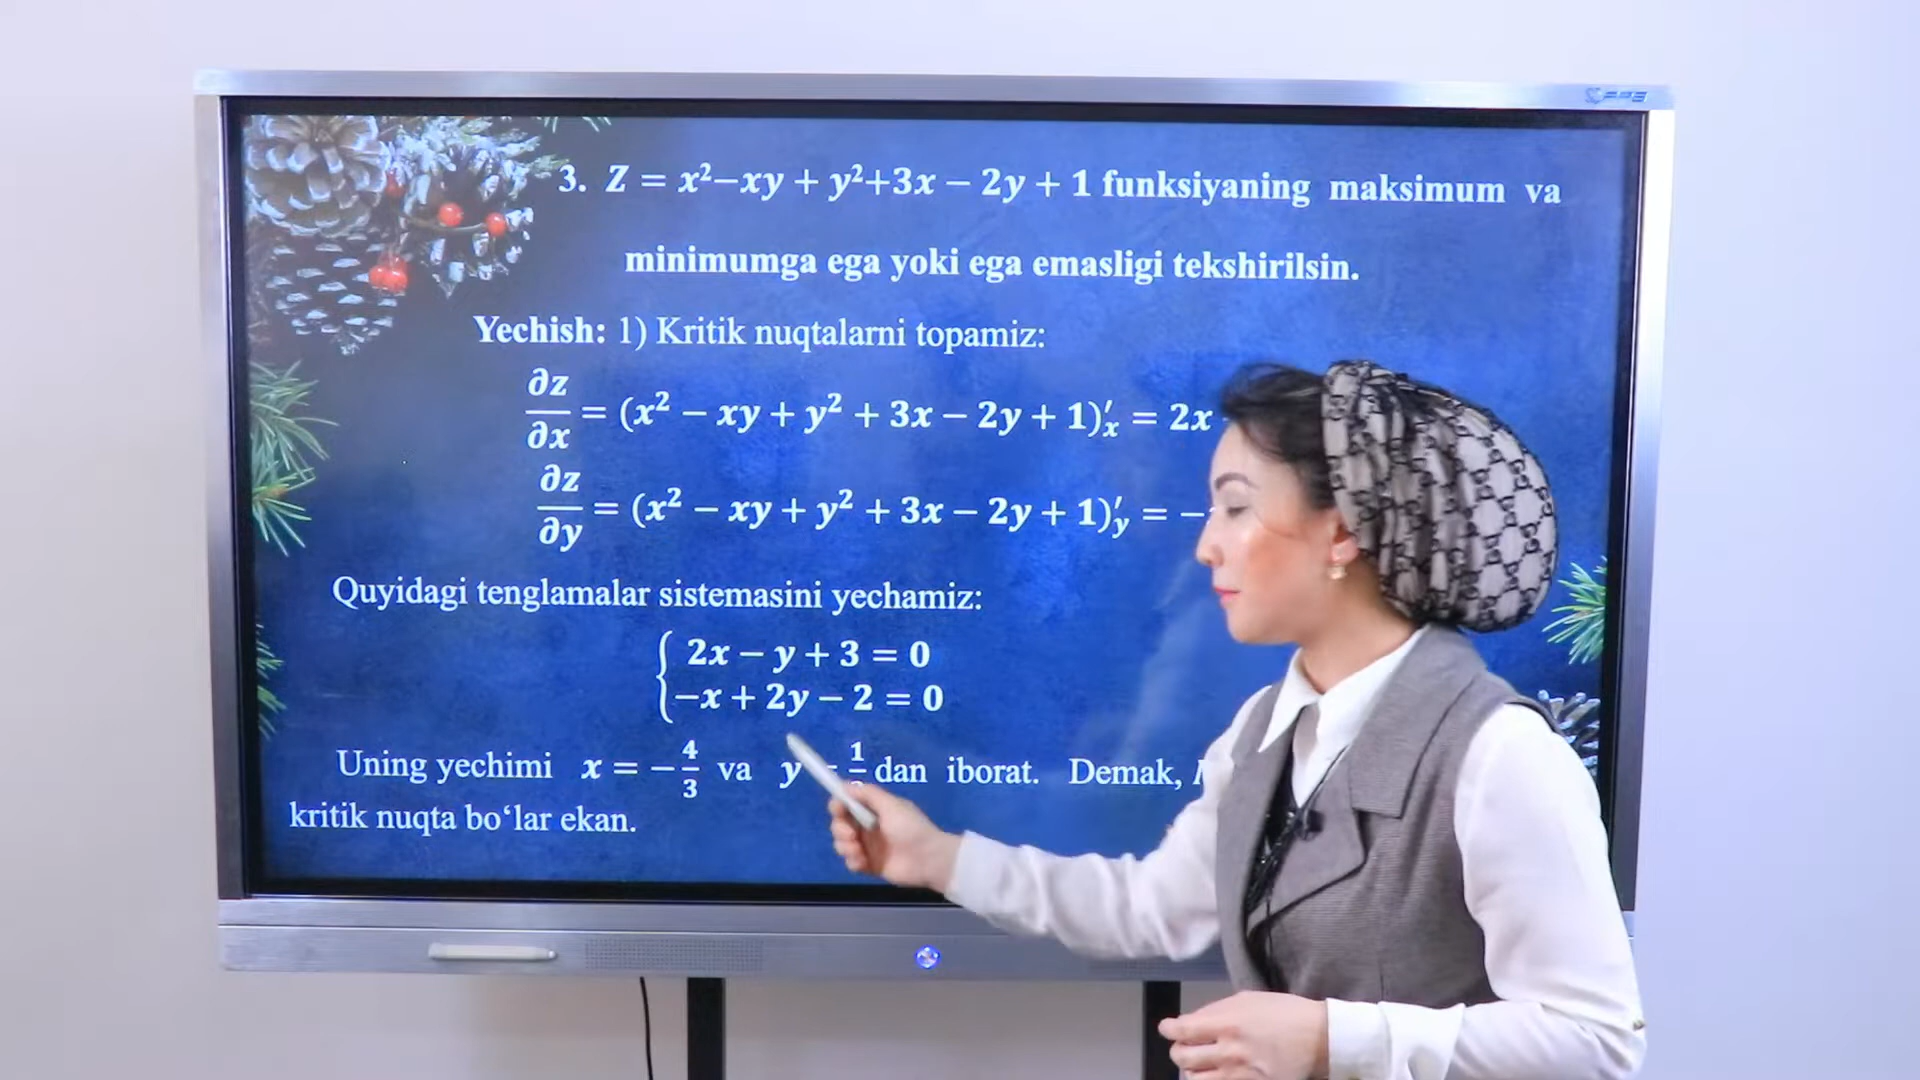 3. Z = x²−xy + y²+3x − 2y + 1 funksiyaning maksimum va
minimumga ega yoki ega emasligi tekshirilsin.
Yechish: 1) Kritik nuqtalarni topamiz:
∂z/∂x = (x² − xy + y² + 3x − 2y + 1)′ₓ = 2x
∂z/∂y = (x² − xy + y² + 3x − 2y + 1)′y = −
Quyidagi tenglamalar sistemasini yechamiz:
{ 2x − y + 3 = 0
−x + 2y − 2 = 0
Uning yechimi x = −4/3 va y 1 dan iborat. Demak,
kritik nuqta bo‘lar ekan.